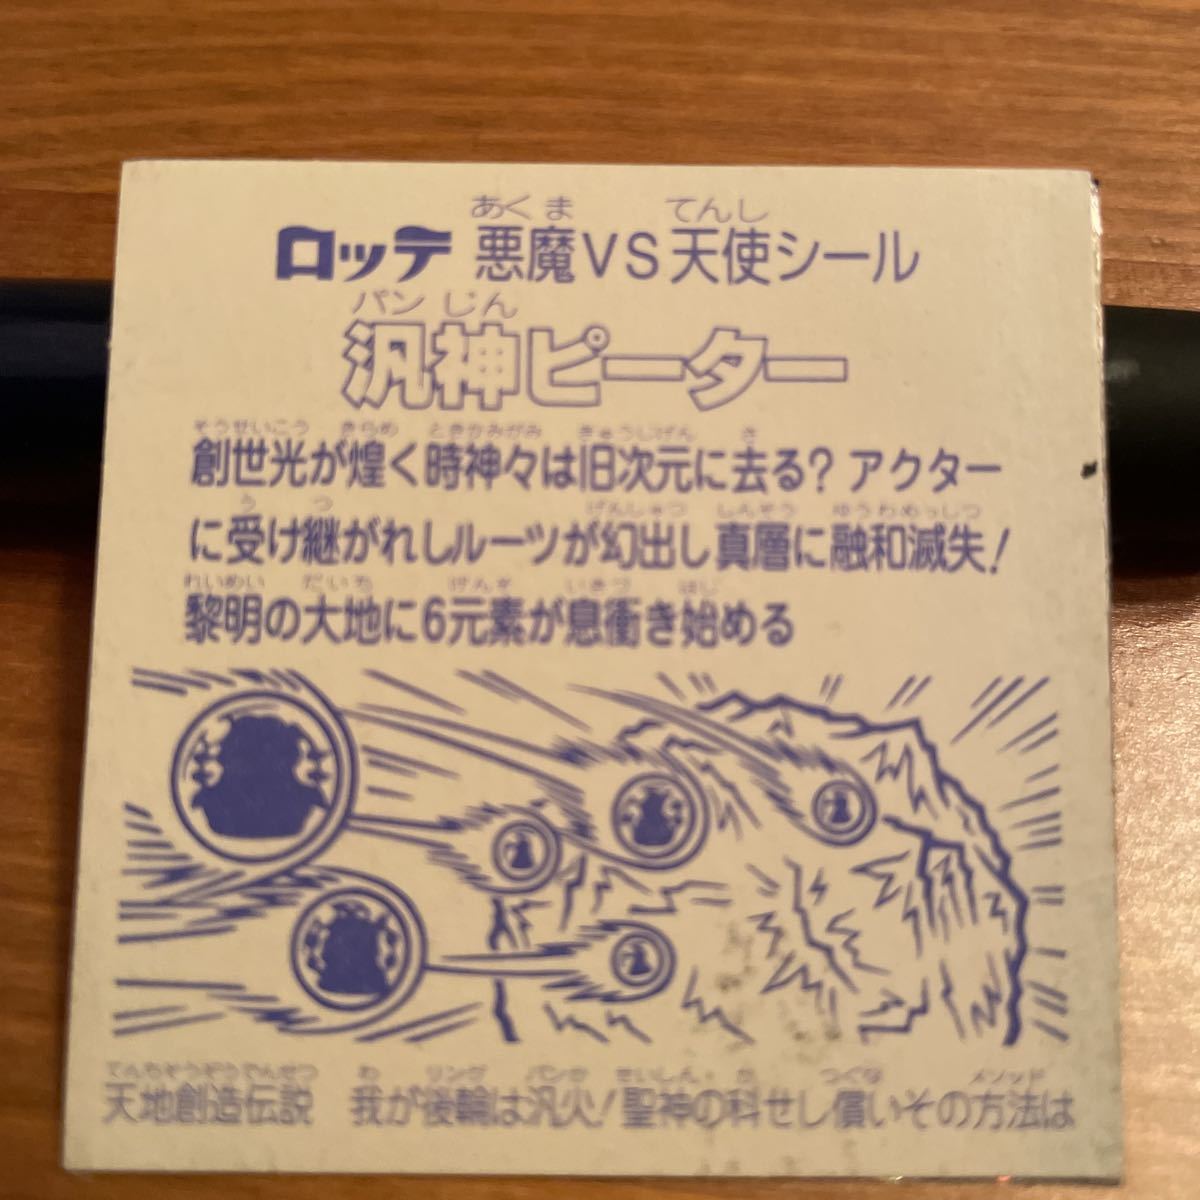 あくま てんし
ロッテ 悪魔VS天使シール
パンじん
汎神ピーター
そうせいこう きらめ ときかみがみ きゅうじげん さ
創世光が煌く時神々は旧次元に去る？アクター
う つ げんしゅつ しんそう ゆうわめっしつ
に受け継がれしルーツが幻出し真層に融和滅失！
れいめい だいち げんそ いきづ はじ
黎明の大地に6元素が息衝き始める
てんちそうぞうでんせつ わ リング パンか せいしん か つぐな メソッド
天地創造伝説 我が後輪は汎火！聖神の科せし償いその方法は